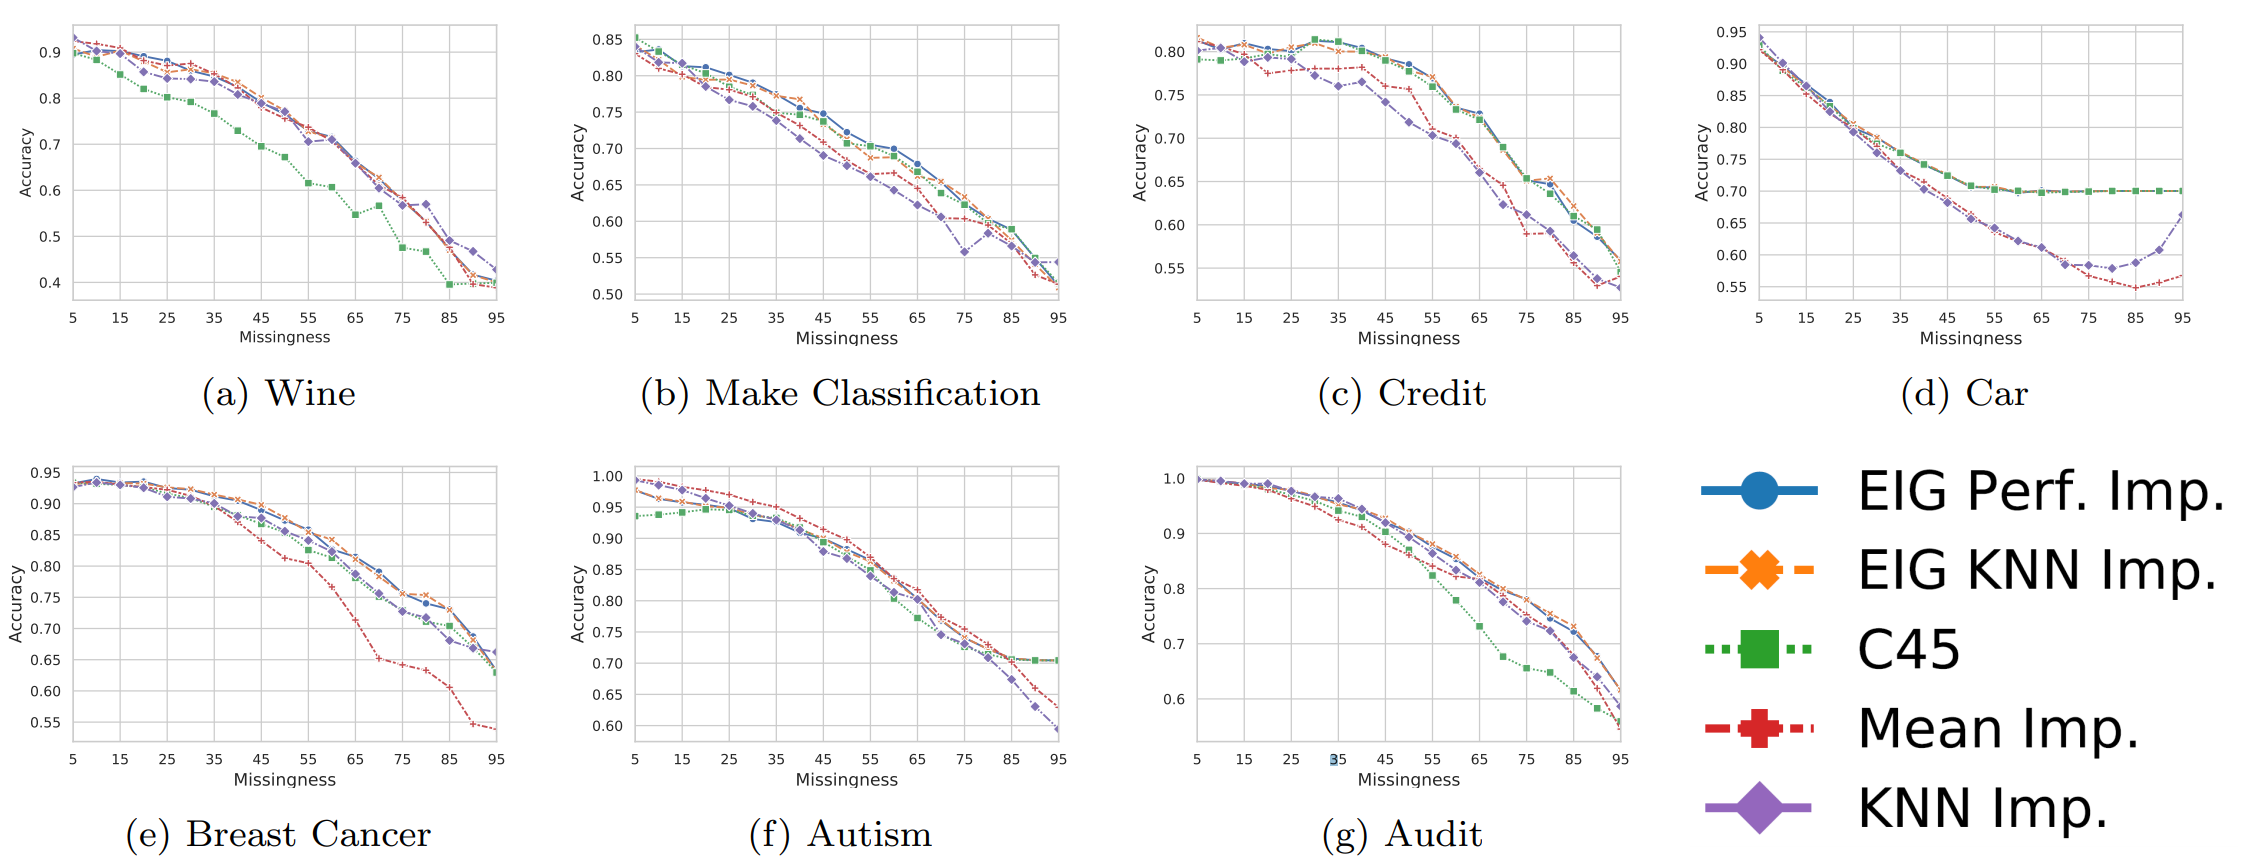 0.9
0.8
0.7
0.6
0.5
0.4
Accuracy
5 15 25 35 45 55 65 75 85 95
Missingness
(a) Wine
0.85
0.80
0.75
0.70
0.65
0.60
0.55
0.50
Accuracy
5 15 25 35 45 55 65 75 85 95
Missingness
(b) Make Classification
0.80
0.75
0.70
0.65
0.60
0.55
Accuracy
5 15 25 35 45 55 65 75 85 95
Missingness
(c) Credit
0.95
0.90
0.85
0.80
0.75
0.70
0.65
0.60
0.55
Accuracy
5 15 25 35 45 55 65 75 85 95
Missingness
(d) Car
0.95
0.90
0.85
0.80
0.75
0.70
0.65
0.60
0.55
Accuracy
5 15 25 35 45 55 65 75 85 95
Missingness
(e) Breast Cancer
1.00
0.95
0.90
0.85
0.80
0.75
0.70
0.65
0.60
Accuracy
5 15 25 35 45 55 65 75 85 95
Missingness
(f) Autism
1.0
0.9
0.8
0.7
0.6
Accuracy
5 15 25 35 45 55 65 75 85 95
Missingness
(g) Audit
EIG Perf. Imp.
EIG KNN Imp.
C45
Mean Imp.
KNN Imp.